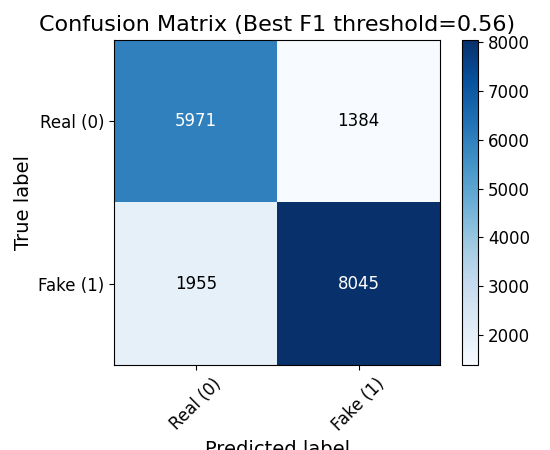 Confusion Matrix (Best F1 threshold=0.56)
True label
Real (0)
5971
1384
Fake (1)
1955
8045
Real (0)
Fake (1)
Predicted label
8000
7000
6000
5000
4000
3000
2000